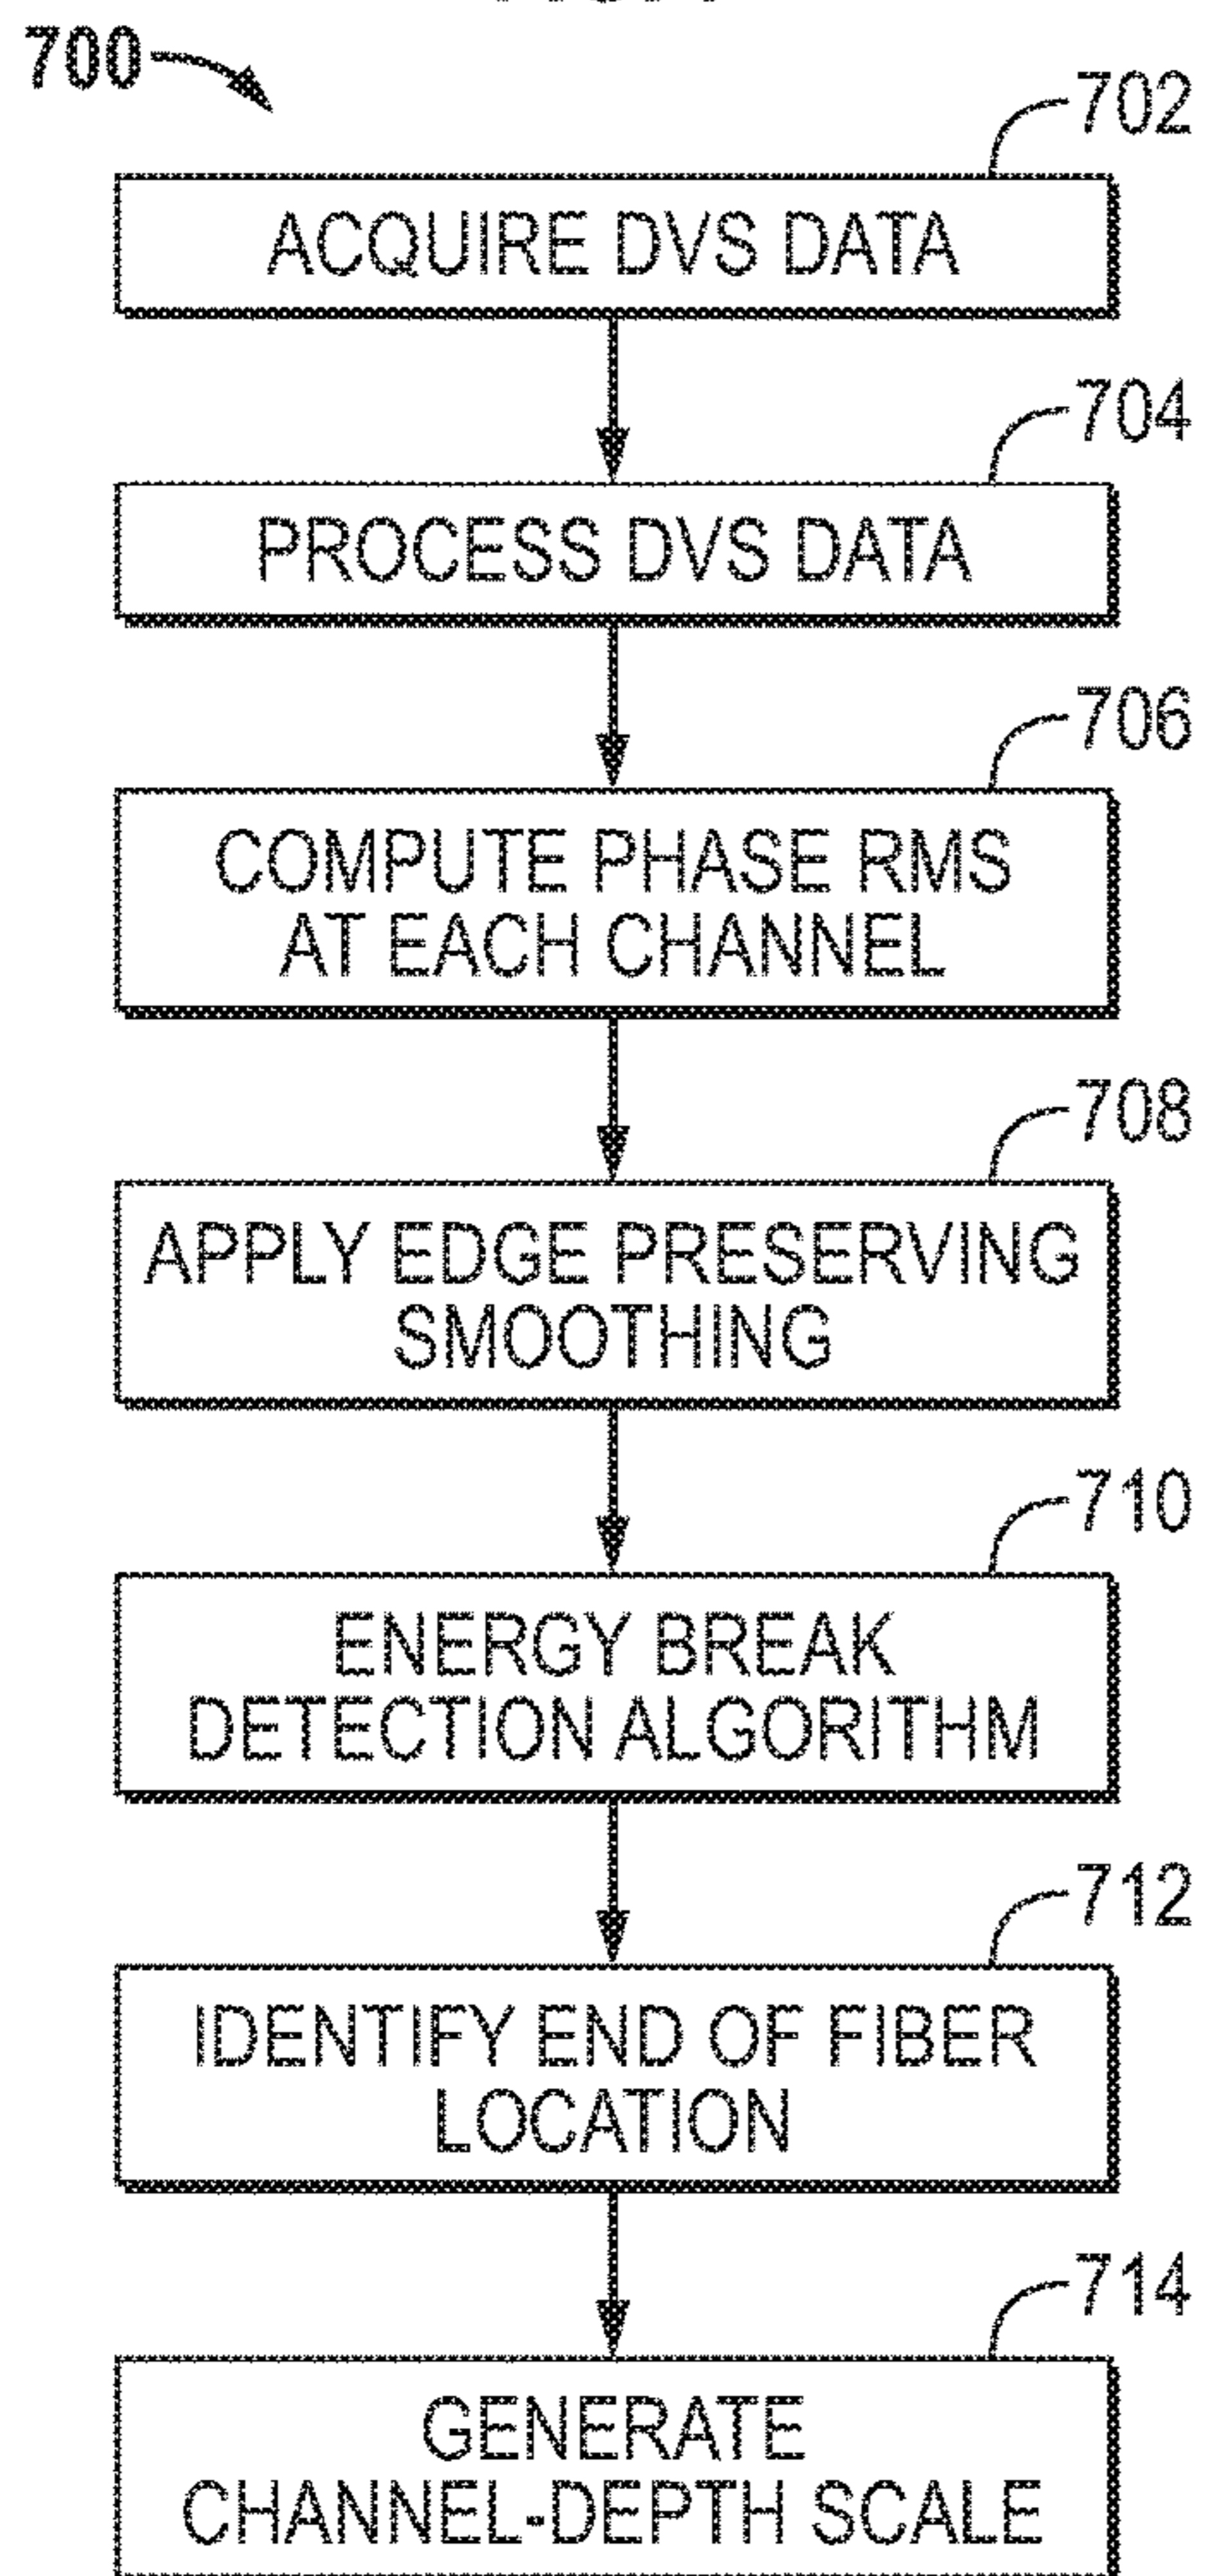 700
702
ACQUIRE DVS DATA
704
PROCESS DVS DATA
706
COMPUTE PHASE RMS
AT EACH CHANNEL
708
APPLY EDGE PRESERVING
SMOOTHING
710
ENERGY BREAK
DETECTION ALGORITHM
712
IDENTIFY END OF FIBER
LOCATION
714
GENERATE
CHANNEL-DEPTH SCALE